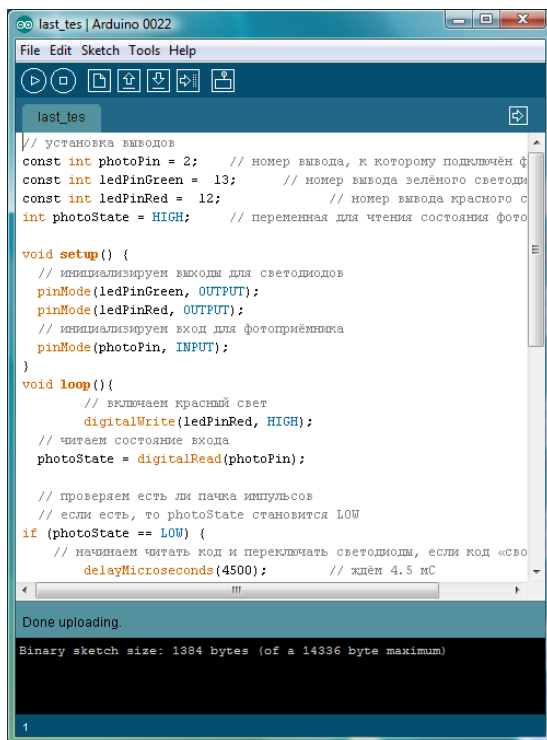 last_tes | Arduino 0022
File Edit Sketch Tools Help
last_tes
// установка выводов
const int photoPin = 2;    // номер вывода, к которому подключён ф
const int ledPinGreen =  13;      // номер вывода зелёного светоди
const int ledPinRed =  12;            // номер вывода красного с
int photoState = HIGH;     // переменная для чтения состояния фото
void setup() {
  // инициализируем выходы для светодиодов
  pinMode(ledPinGreen, OUTPUT);
  pinMode(ledPinRed, OUTPUT);
  // инициализируем вход для фотоприёмника
  pinMode(photoPin, INPUT);
}
void loop(){
        // включаем красный свет
        digitalWrite(ledPinRed, HIGH);
  // читаем состояние входа
  photoState = digitalRead(photoPin);
  // проверяем есть ли пачка импульсов
  // если есть, то photoState становится LOW
if (photoState == LOW) {
    // начинаем читать код и переключать светодиоды, если код «сво
        delayMicroseconds(4500);        // ждём 4.5 мС
Done uploading.
Binary sketch size: 1384 bytes (of a 14336 byte maximum)
1